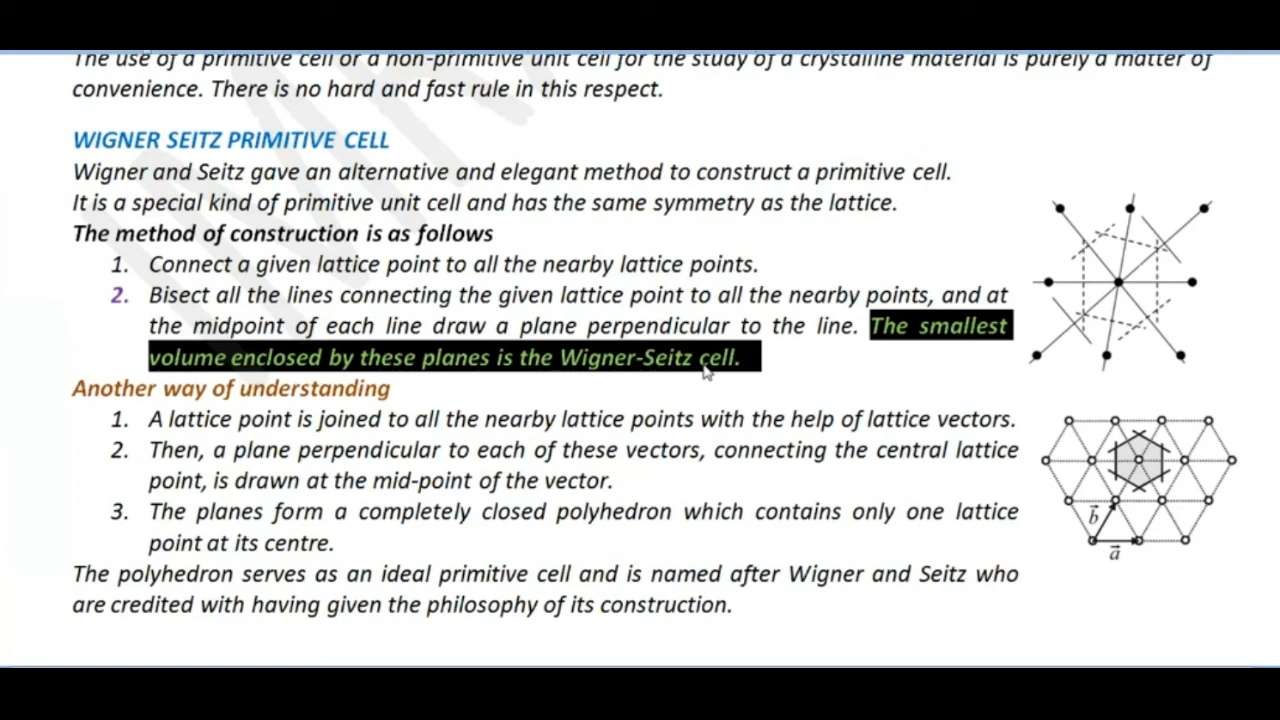 The use of a primitive cell or a non-primitive unit cell for the study of a crystalline material is purely a matter of
convenience. There is no hard and fast rule in this respect.
WIGNER SEITZ PRIMITIVE CELL
Wigner and Seitz gave an alternative and elegant method to construct a primitive cell.
It is a special kind of primitive unit cell and has the same symmetry as the lattice.
The method of construction is as follows
1. Connect a given lattice point to all the nearby lattice points.
2. Bisect all the lines connecting the given lattice point to all the nearby points, and at
the midpoint of each line draw a plane perpendicular to the line. The smallest
volume enclosed by these planes is the Wigner-Seitz cell.
Another way of understanding
1. A lattice point is joined to all the nearby lattice points with the help of lattice vectors.
2. Then, a plane perpendicular to each of these vectors, connecting the central lattice
point, is drawn at the mid-point of the vector.
3. The planes form a completely closed polyhedron which contains only one lattice
point at its centre.
The polyhedron serves as an ideal primitive cell and is named after Wigner and Seitz who
are credited with having given the philosophy of its construction.
b⃗
a⃗